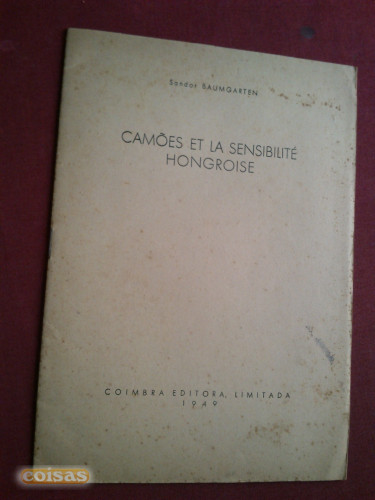 Sandor BAUMGARTEN
CAMÕES ET LA SENSIBILITÉ
HONGROISE
COIMBRA EDITORA, LIMITADA
1949
coisas